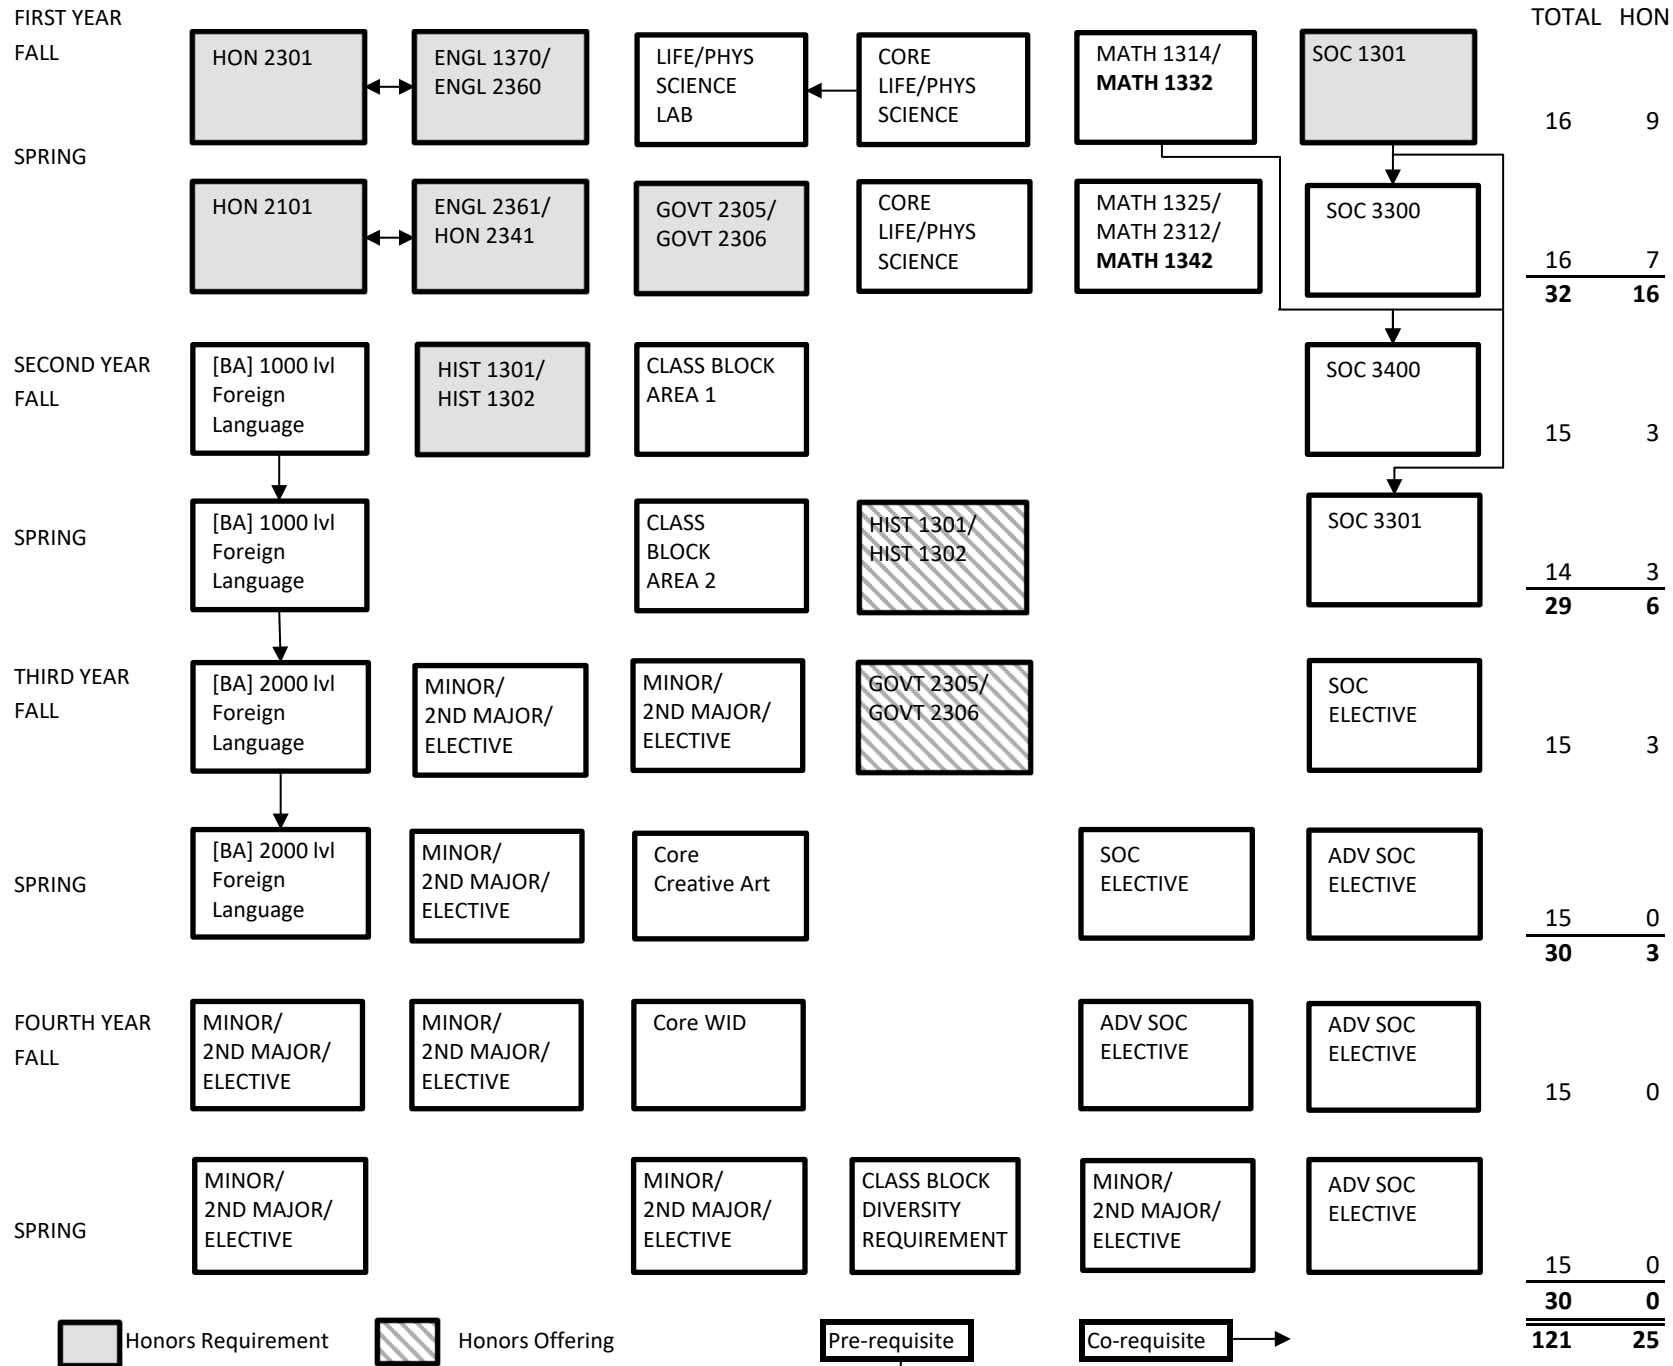 FIRST YEAR
FALL
TOTAL HON
HON 2301
ENGL 1370/
ENGL 2360
LIFE/PHYS
SCIENCE
LAB
CORE
LIFE/PHYS
SCIENCE
MATH 1314/
MATH 1332
SOC 1301
16 9
SPRING
HON 2101
ENGL 2361/
HON 2341
GOVT 2305/
GOVT 2306
CORE
LIFE/PHYS
SCIENCE
MATH 1325/
MATH 2312/
MATH 1342
SOC 3300
16 7
32 16
SECOND YEAR
FALL
[BA] 1000 lvl
Foreign
Language
HIST 1301/
HIST 1302
CLASS BLOCK
AREA 1
SOC 3400
15 3
SPRING
[BA] 1000 lvl
Foreign
Language
CLASS
BLOCK
AREA 2
HIST 1301/
HIST 1302
SOC 3301
14 3
29 6
THIRD YEAR
FALL
[BA] 2000 lvl
Foreign
Language
MINOR/
2ND MAJOR/
ELECTIVE
MINOR/
2ND MAJOR/
ELECTIVE
GOVT 2305/
GOVT 2306
SOC
ELECTIVE
15 3
SPRING
[BA] 2000 lvl
Foreign
Language
MINOR/
2ND MAJOR/
ELECTIVE
Core
Creative Art
SOC
ELECTIVE
ADV SOC
ELECTIVE
15 0
30 3
FOURTH YEAR
FALL
MINOR/
2ND MAJOR/
ELECTIVE
MINOR/
2ND MAJOR/
ELECTIVE
Core WID
ADV SOC
ELECTIVE
ADV SOC
ELECTIVE
15 0
SPRING
MINOR/
2ND MAJOR/
ELECTIVE
MINOR/
2ND MAJOR/
ELECTIVE
CLASS BLOCK
DIVERSITY
REQUIREMENT
MINOR/
2ND MAJOR/
ELECTIVE
ADV SOC
ELECTIVE
15 0
30 0
121 25
Honors Requirement
Honors Offering
Pre-requisite
Co-requisite